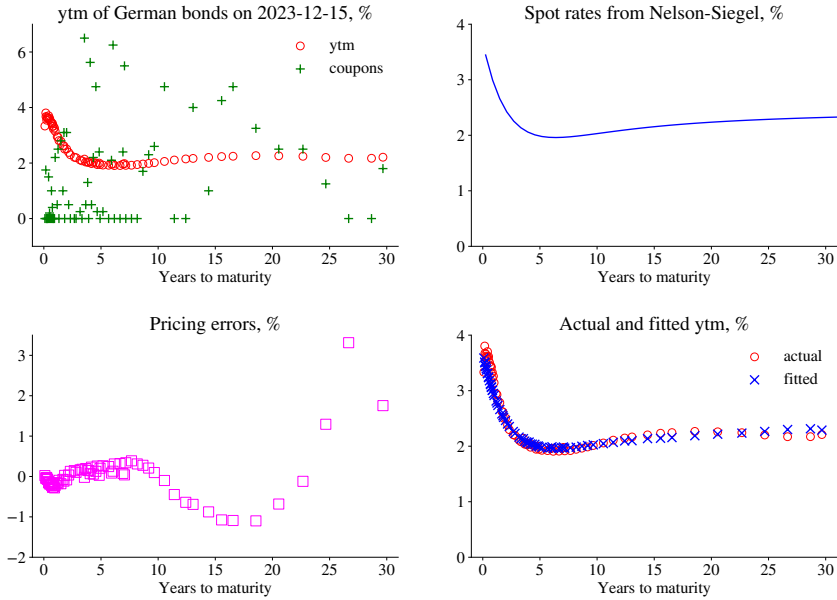 ytm of German bonds on 2023-12-15, %
6
4
2
0
ytm
coupons
0 5 10 15 20 25 30
Years to maturity
Spot rates from Nelson-Siegel, %
4
3
2
1
0
0 5 10 15 20 25 30
Years to maturity
Pricing errors, %
3
2
1
0
−1
−2
0 5 10 15 20 25 30
Years to maturity
Actual and fitted ytm, %
4
3
2
1
0
actual
fitted
0 5 10 15 20 25 30
Years to maturity